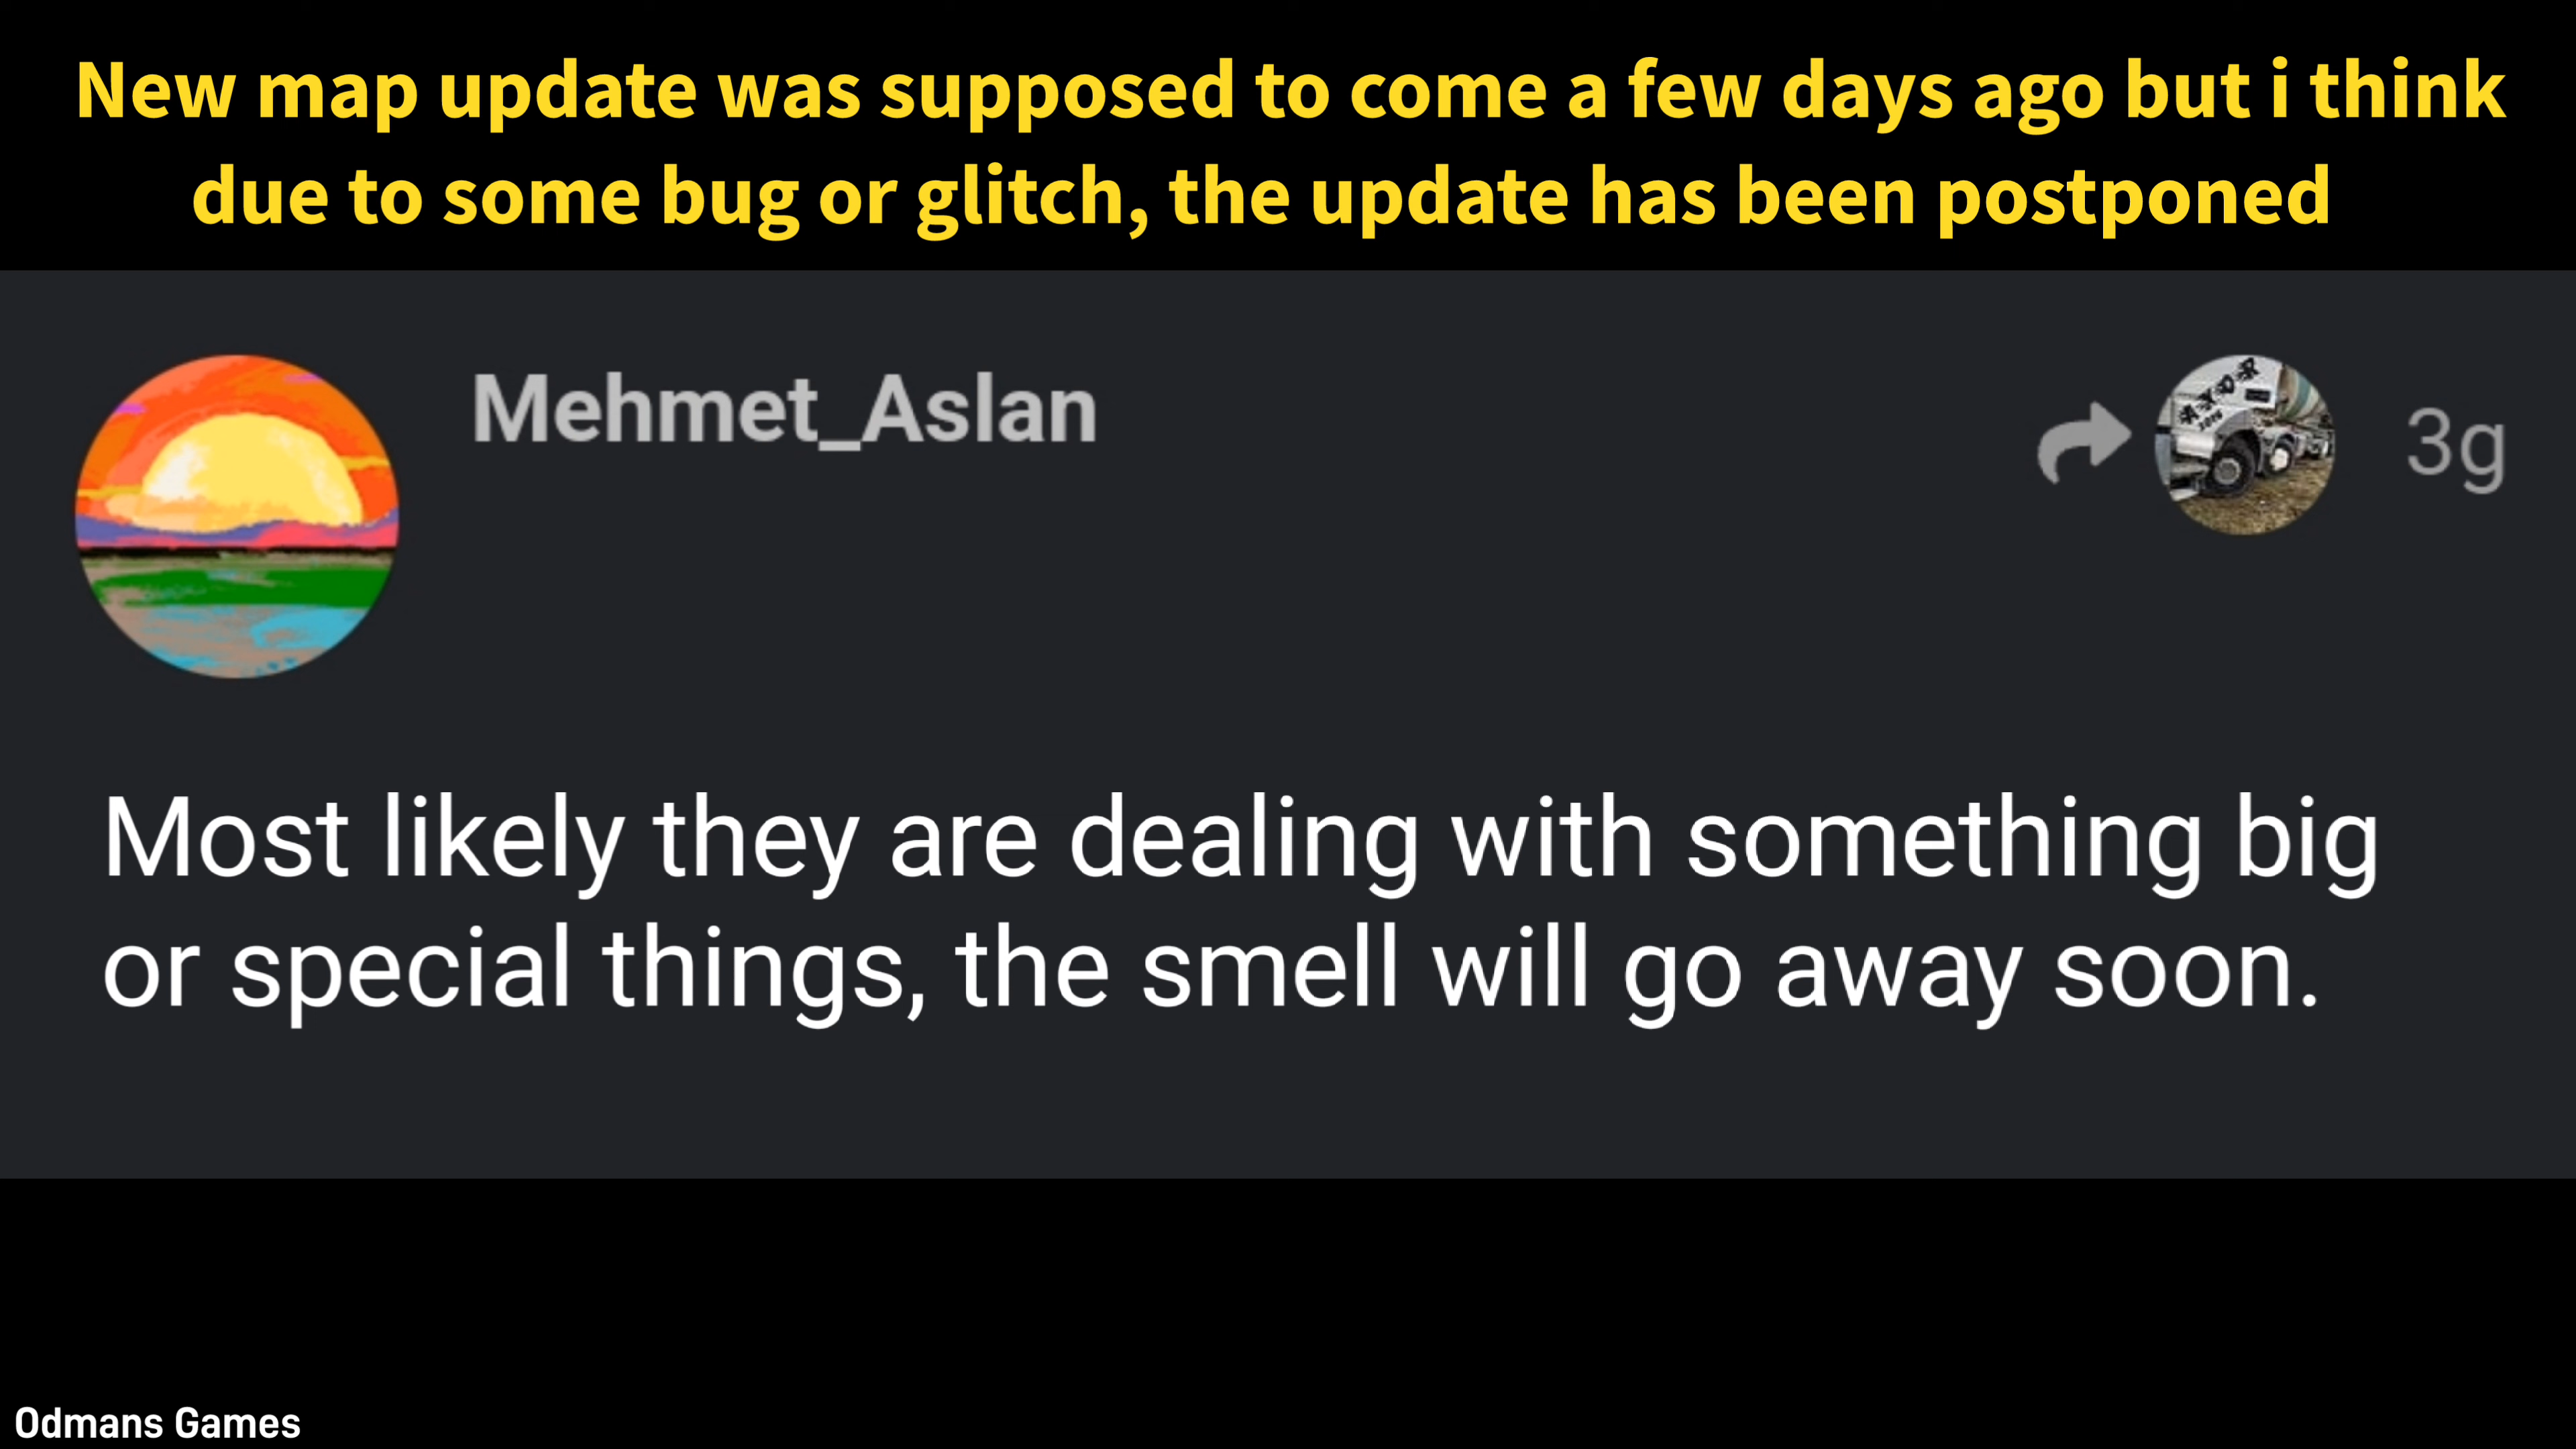 New map update was supposed to come a few days ago but i think
due to some bug or glitch, the update has been postponed
Mehmet_Aslan
3g
Most likely they are dealing with something big
or special things, the smell will go away soon.
Odmans Games